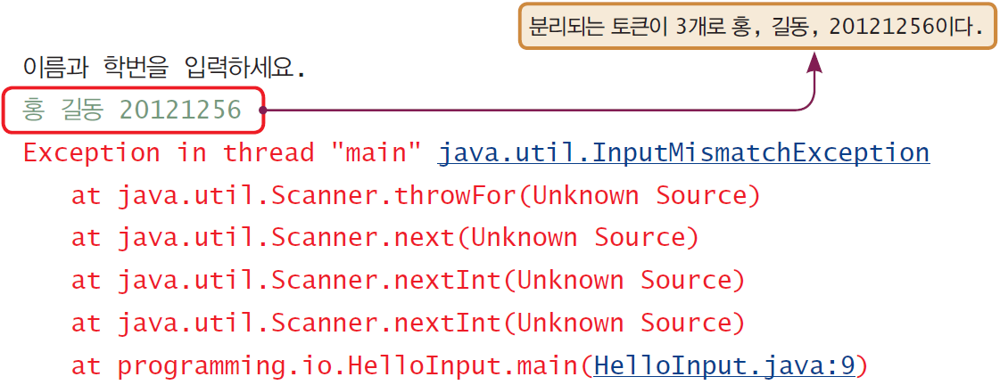 분리되는 토큰이 3개로 홍, 길동, 20121256이다.
이름과 학번을 입력하세요.
홍 길동 20121256
Exception in thread "main" java.util.InputMismatchException
at java.util.Scanner.throwFor(Unknown Source)
at java.util.Scanner.next(Unknown Source)
at java.util.Scanner.nextInt(Unknown Source)
at java.util.Scanner.nextInt(Unknown Source)
at programming.io.HelloInput.main(HelloInput.java:9)